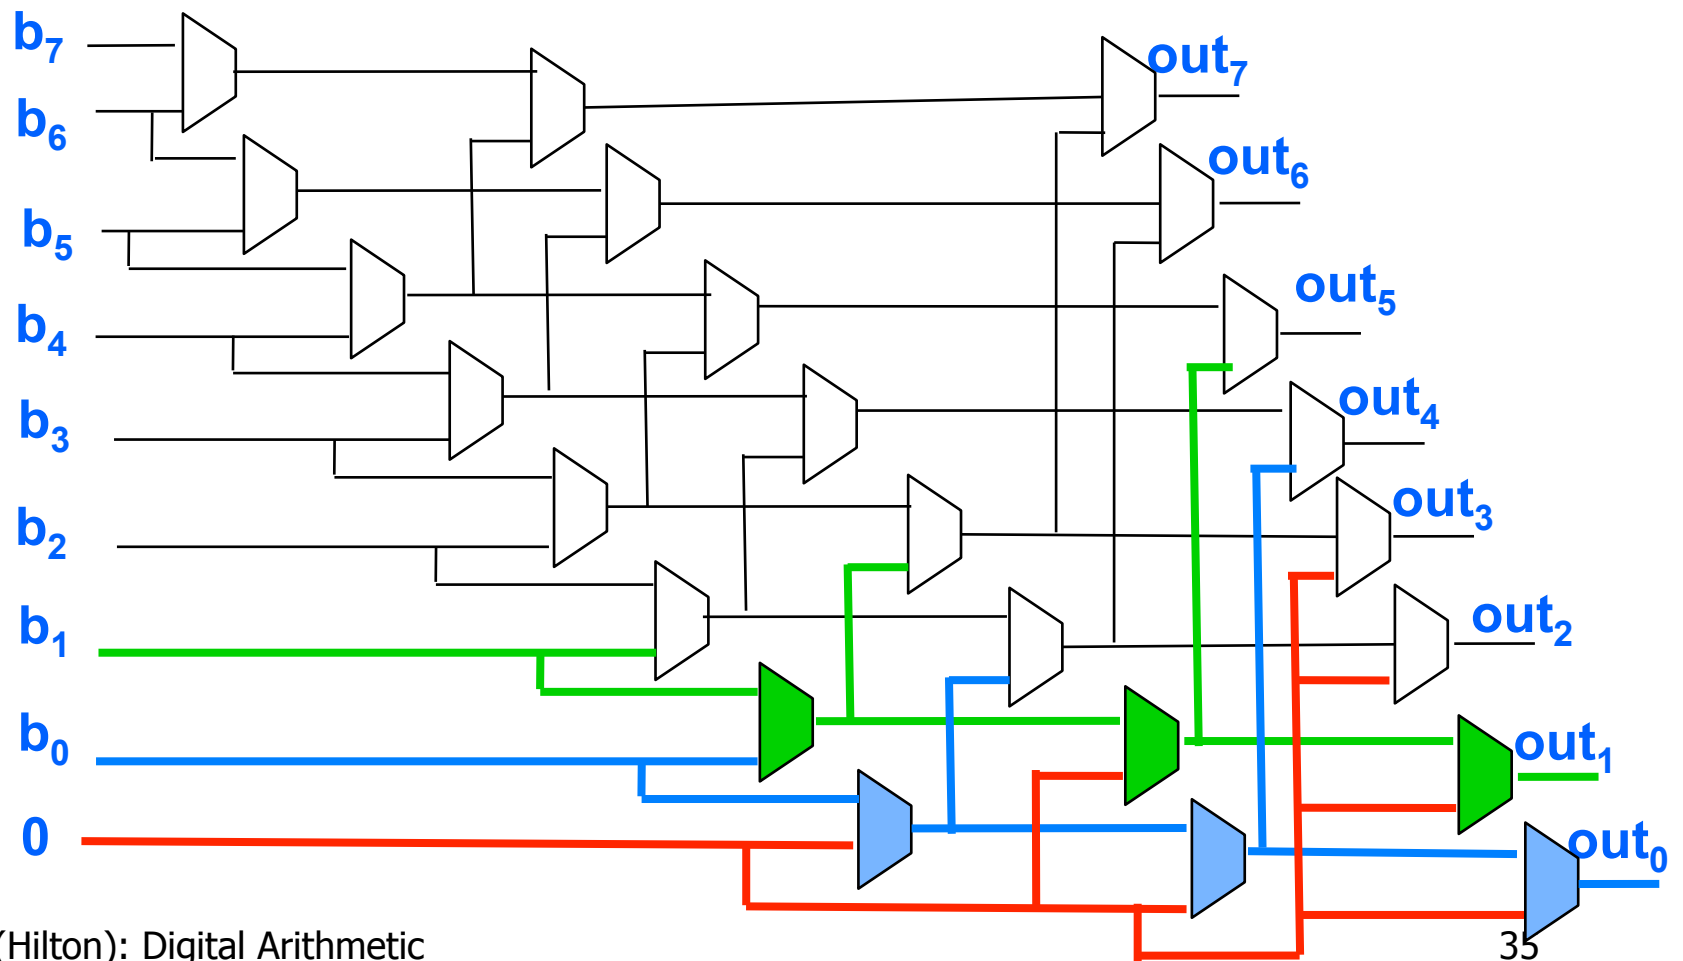 b7
out7
b6
out6
b5
out5
b4
out4
b3
out3
b2
out2
b1
out1
b0
out0
0
(Hilton): Digital Arithmetic
35